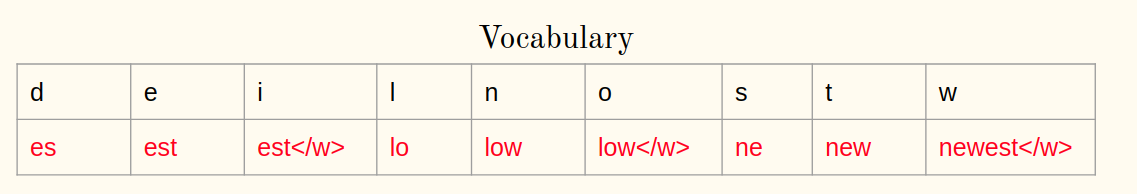 Vocabulary
d e i l n o s t w
es est est</w> lo low low</w> ne new newest</w>